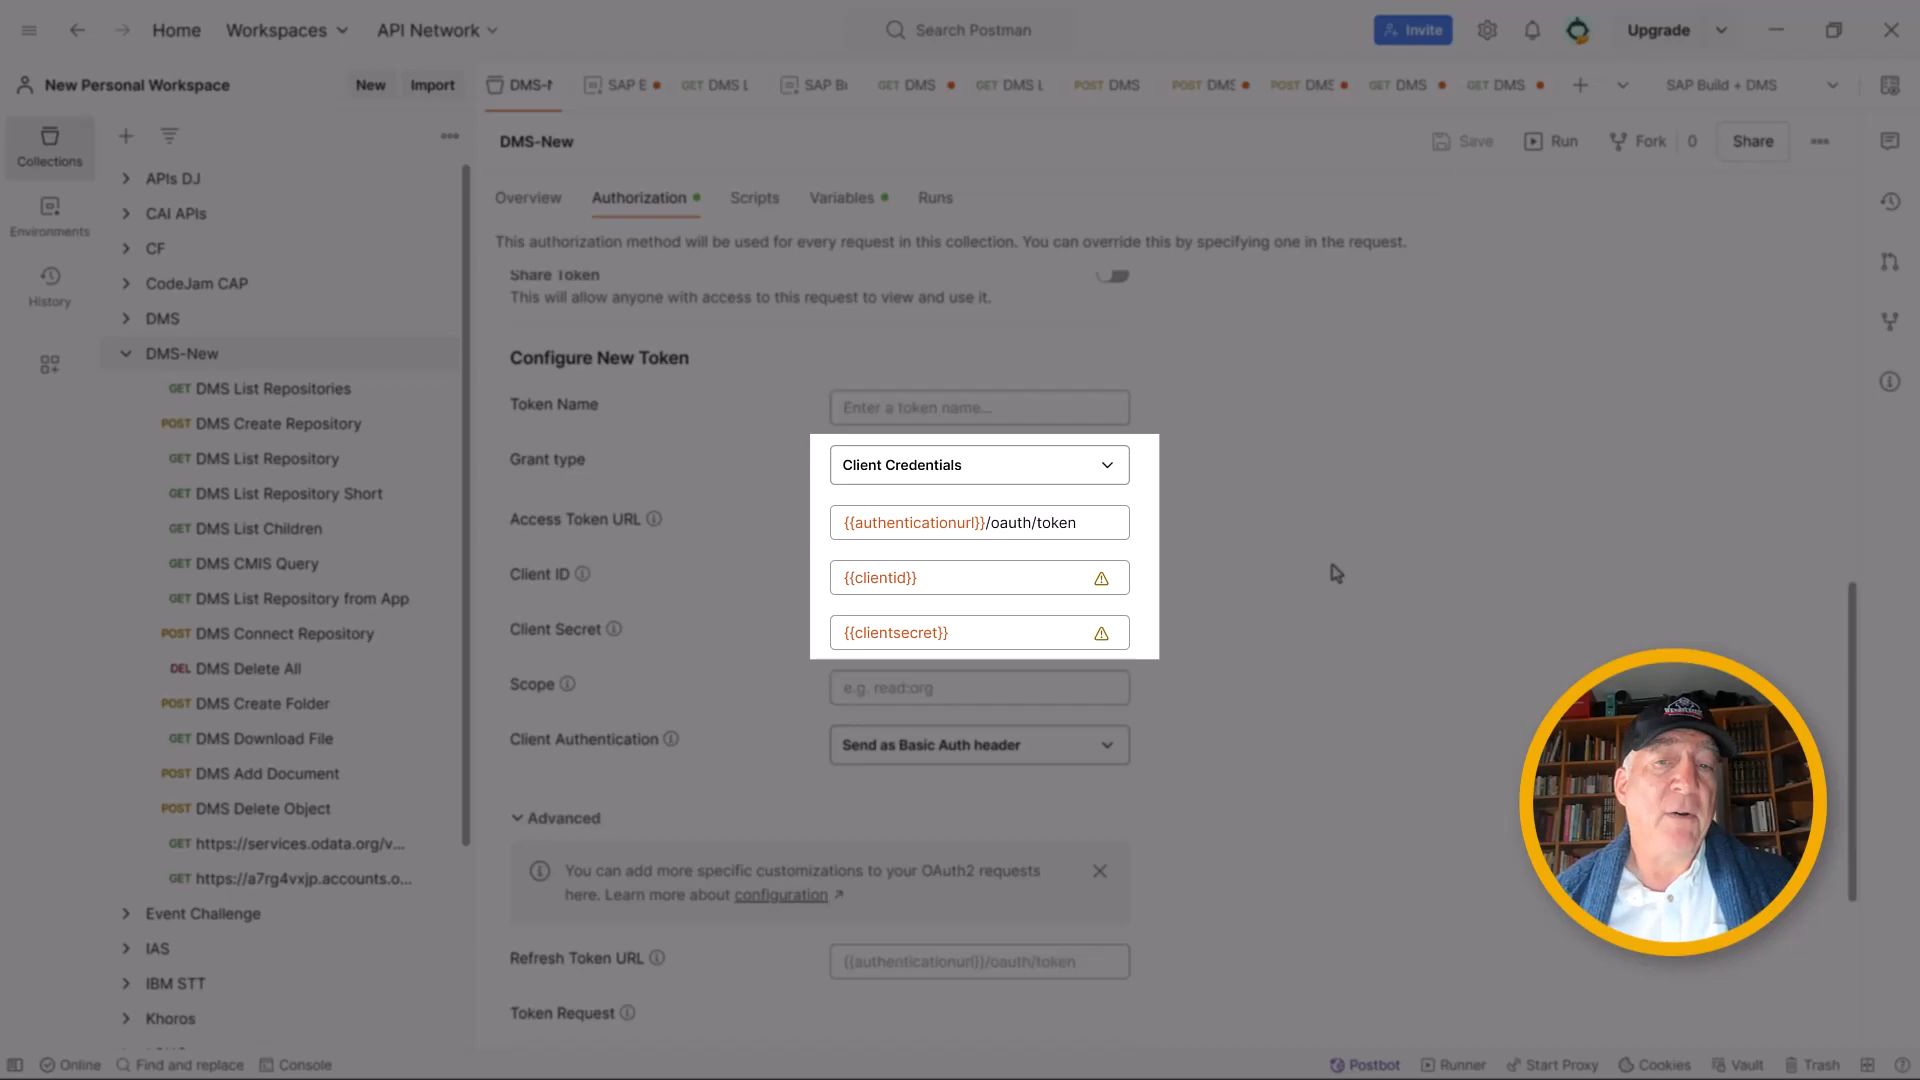 Home Workspaces API Network Search Postman Invite Upgrade
New Personal Workspace New Import DMS-N SAP B GET DMS L SAP Bu GET DMS GET DMS L POST DMS POST DMS POST DMS GET DMS GET DMS SAP Build + DMS
Collections
Environments
History
APIs DJ
CAI APIs
CF
CodeJam CAP
DMS
DMS-New
GET DMS List Repositories
POST DMS Create Repository
GET DMS List Repository
GET DMS List Repository Short
GET DMS List Children
GET DMS CMIS Query
GET DMS List Repository from App
POST DMS Connect Repository
DEL DMS Delete All
POST DMS Create Folder
GET DMS Download File
POST DMS Add Document
POST DMS Delete Object
GET https://services.odata.org/v...
GET https://a7rg4vxjp.accounts.o...
Event Challenge
IAS
IBM STT
Khoros
DMS-New Save Run Fork 0 Share
Overview Authorization Scripts Variables Runs
This authorization method will be used for every request in this collection. You can override this by specifying one in the request.
Share Token
This will allow anyone with access to this request to view and use it.
Configure New Token
Token Name Enter a token name...
Grant type Client Credentials
Access Token URL {{authenticationurl}}/oauth/token
Client ID {{clientid}}
Client Secret {{clientsecret}}
Scope e.g. read:org
Client Authentication Send as Basic Auth header
Advanced
You can add more specific customizations to your OAuth2 requests
here. Learn more about configuration
Refresh Token URL {{authenticationurl}}/oauth/token
Token Request
Online Find and replace Console Postbot Runner Start Proxy Cookies Vault Trash